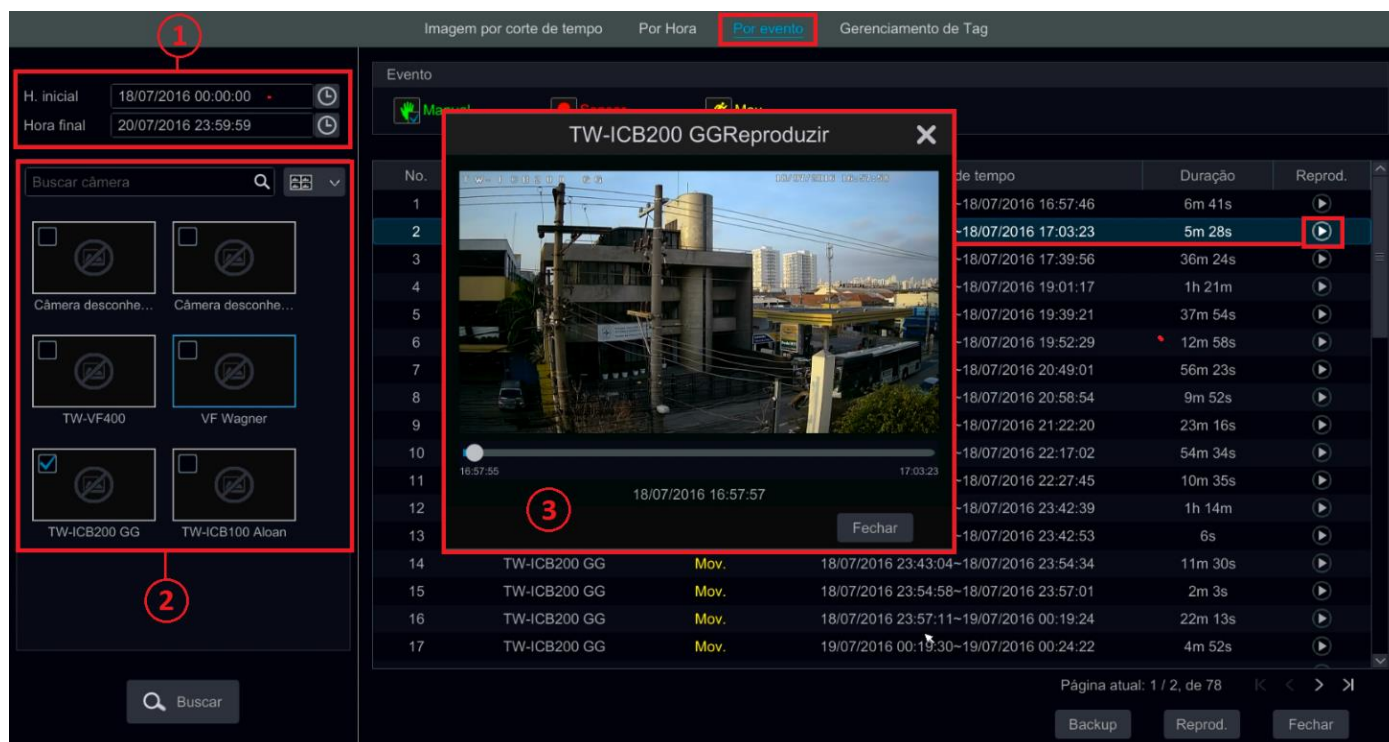 1
Imagem por corte de tempo Por Hora Por evento Gerenciamento de Tag
H. inicial 18/07/2016 00:00:00
Hora final 20/07/2016 23:59:59
Buscar câmera
Câmera desconhe... Câmera desconhe...
TW-VF400 VF Wagner
TW-ICB200 GG TW-ICB100 Aloan
2
Buscar
Evento
Manual Sensor Mov.
TW-ICB200 GGReproduzir
TW-ICB200 GG 18/07/2016 16:57:57
16:57:55 17:03:23
18/07/2016 16:57:57
3
Fechar
No. de tempo Duração Reprod.
1 ~18/07/2016 16:57:46 6m 41s
2 ~18/07/2016 17:03:23 5m 28s
3 ~18/07/2016 17:39:56 36m 24s
4 ~18/07/2016 19:01:17 1h 21m
5 ~18/07/2016 19:39:21 37m 54s
6 ~18/07/2016 19:52:29 12m 58s
7 ~18/07/2016 20:49:01 56m 23s
8 ~18/07/2016 20:58:54 9m 52s
9 ~18/07/2016 21:22:20 23m 16s
10 ~18/07/2016 22:17:02 54m 34s
11 ~18/07/2016 22:27:45 10m 35s
12 ~18/07/2016 23:42:39 1h 14m
13 ~18/07/2016 23:42:53 6s
14 TW-ICB200 GG Mov. 18/07/2016 23:43:04~18/07/2016 23:54:34 11m 30s
15 TW-ICB200 GG Mov. 18/07/2016 23:54:58~18/07/2016 23:57:01 2m 3s
16 TW-ICB200 GG Mov. 18/07/2016 23:57:11~19/07/2016 00:19:24 22m 13s
17 TW-ICB200 GG Mov. 19/07/2016 00:19:30~19/07/2016 00:24:22 4m 52s
Página atual: 1 / 2, de 78
Backup Reprod. Fechar